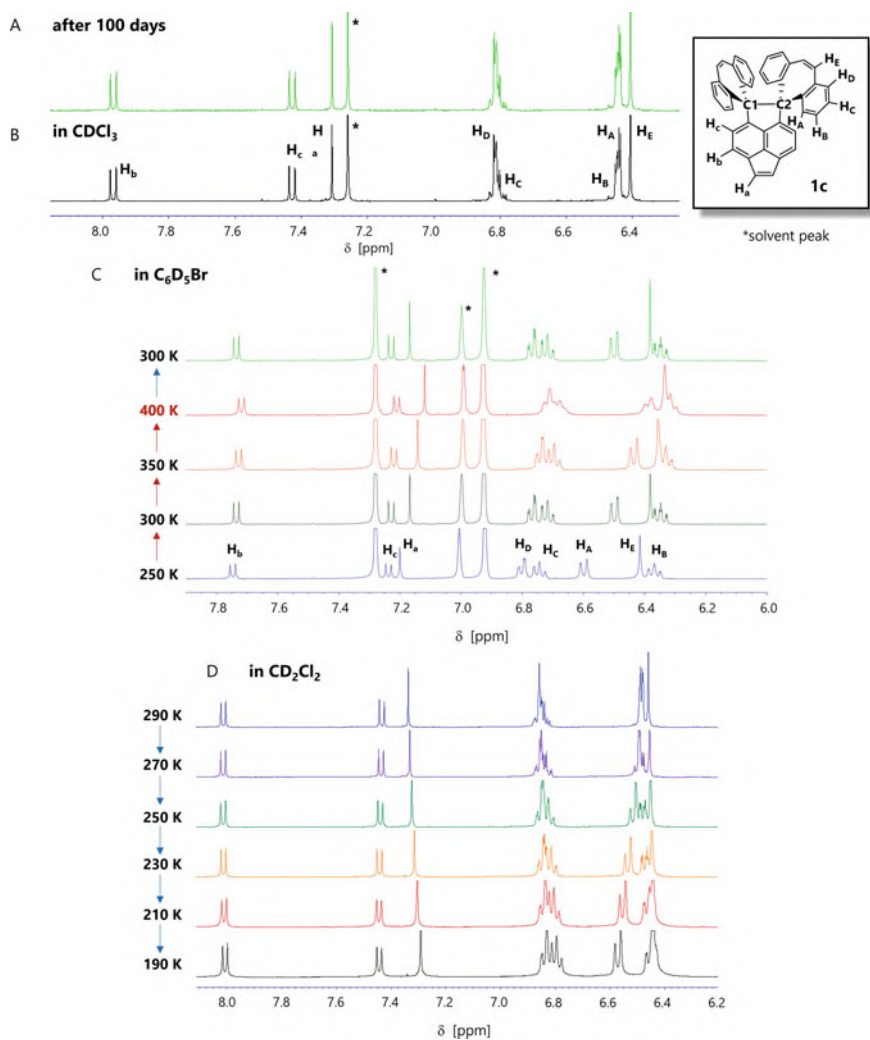 A after 100 days
*
B in CDCl3
Hb
Hc
H
a
HD
HC
HB
HA
HE
8.0 7.8 7.6 7.4 7.2 7.0 6.8 6.6 6.4
δ [ppm]
HE
HD
HC
HB
HA
C1 C2
Hc
Hb
Ha
1c
*solvent peak
C in C6D5Br
* * *
300 K
400 K
350 K
300 K
250 K
Hb Hc Ha HD HC HA HE HB
7.8 7.6 7.4 7.2 7.0 6.8 6.6 6.4 6.2 6.0
δ [ppm]
D in CD2Cl2
290 K
270 K
250 K
230 K
210 K
190 K
8.0 7.8 7.6 7.4 7.2 7.0 6.8 6.6 6.4 6.2
δ [ppm]